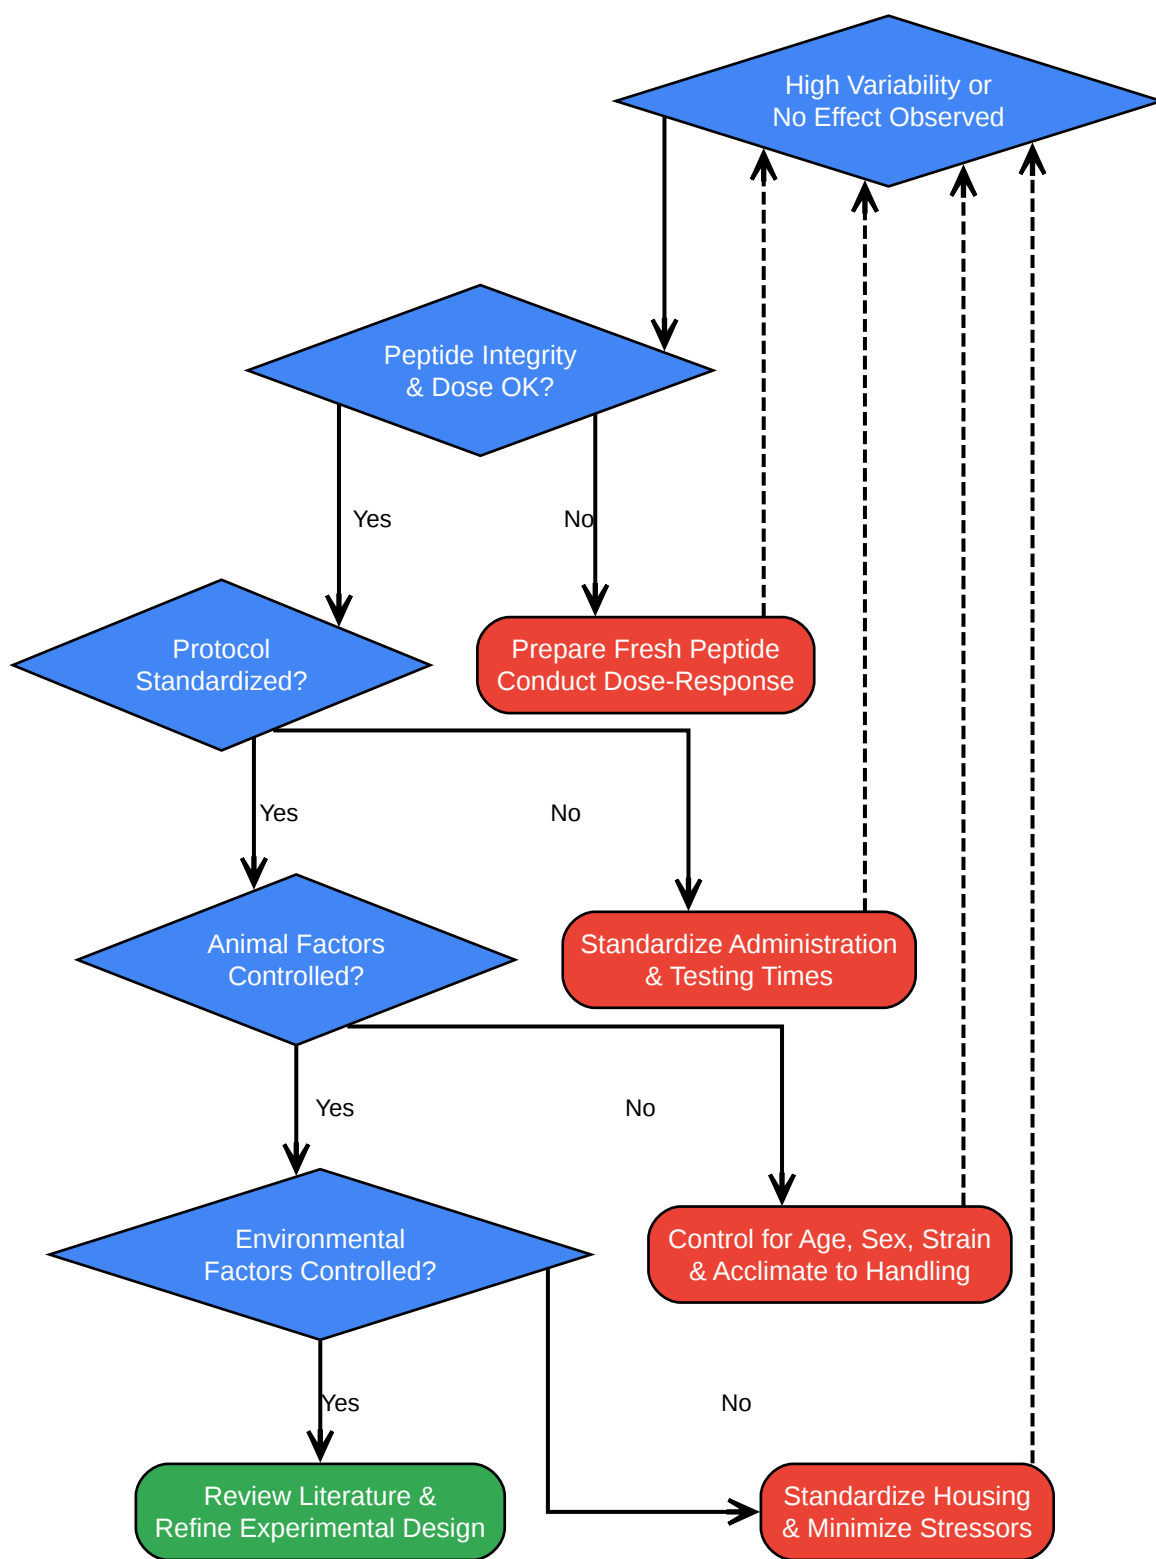 High Variability or
No Effect Observed
Peptide Integrity
& Dose OK?
Yes
No
Protocol
Standardized?
Prepare Fresh Peptide
Conduct Dose-Response
Yes
No
Animal Factors
Controlled?
Standardize Administration
& Testing Times
Yes
No
Environmental
Factors Controlled?
Control for Age, Sex, Strain
& Acclimate to Handling
Yes
No
Review Literature &
Refine Experimental Design
Standardize Housing
& Minimize Stressors